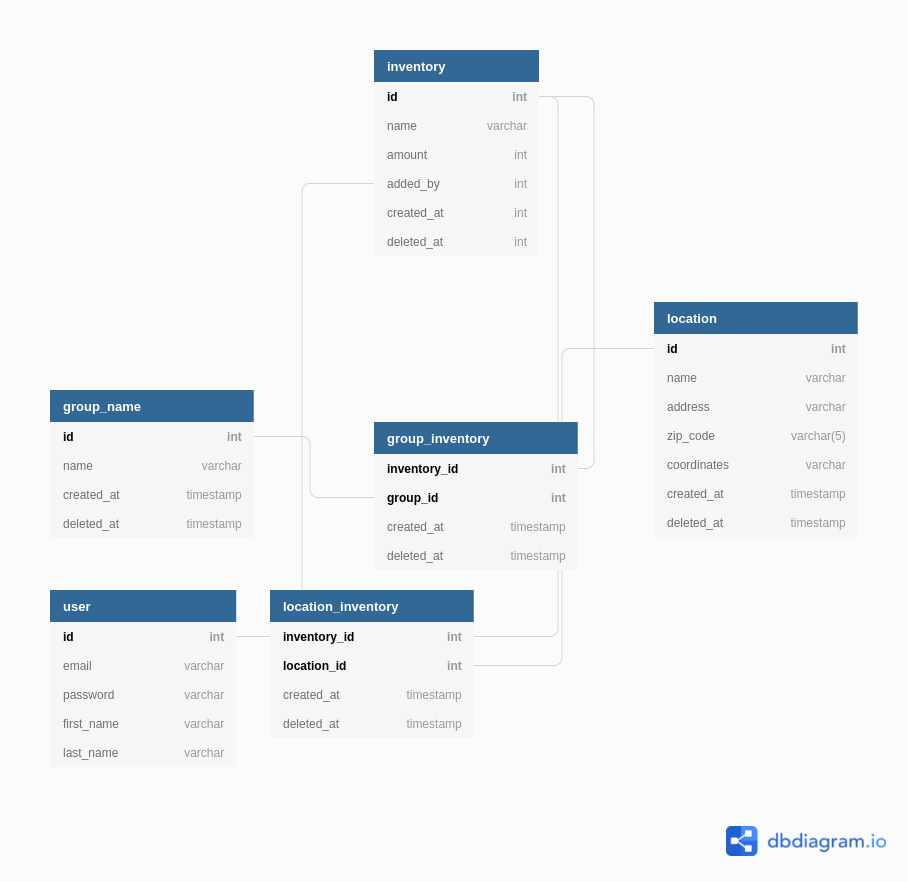 inventory
id int
name varchar
amount int
added_by int
created_at int
deleted_at int
location
id int
name varchar
address varchar
zip_code varchar(5)
coordinates varchar
created_at timestamp
deleted_at timestamp
group_name
id int
name varchar
created_at timestamp
deleted_at timestamp
group_inventory
inventory_id int
group_id int
created_at timestamp
deleted_at timestamp
user
id int
email varchar
password varchar
first_name varchar
last_name varchar
location_inventory
inventory_id int
location_id int
created_at timestamp
deleted_at timestamp
dbdiagram.io